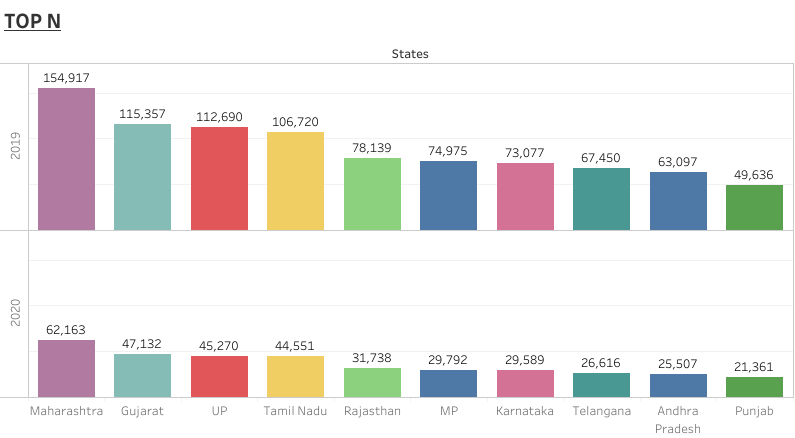 TOP N
States
2019
154,917
115,357
112,690
106,720
78,139
74,975
73,077
67,450
63,097
49,636
2020
62,163
47,132
45,270
44,551
31,738
29,792
29,589
26,616
25,507
21,361
Maharashtra
Gujarat
UP
Tamil Nadu
Rajasthan
MP
Karnataka
Telangana
Andhra
Pradesh
Punjab